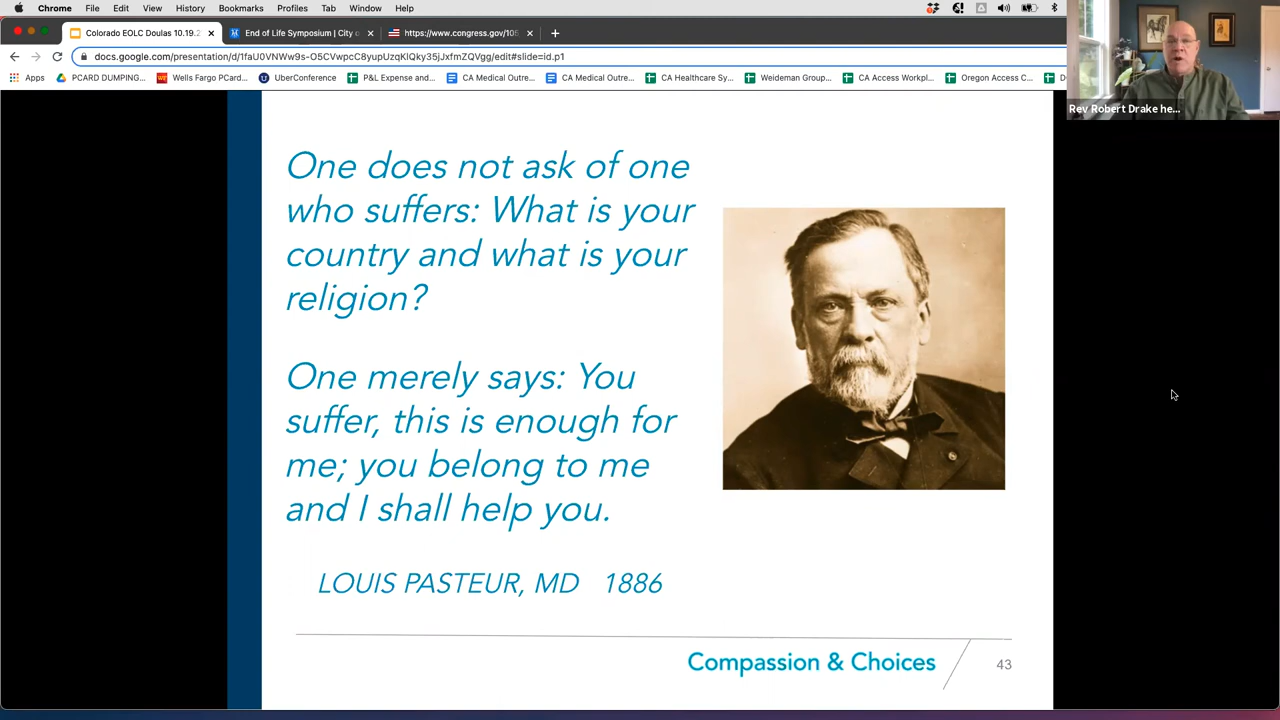 Chrome File Edit View History Bookmarks Profiles Tab Window Help
Colorado EOLC Doulas 10.19.2 End of Life Symposium | City o https://www.congress.gov/105
docs.google.com/presentation/d/1faU0VNWw9s-O5CVwpcC8yupUzqKlQky35jJxfmZQVgg/edit#slide=id.p1
Apps PCARD DUMPING... Wells Fargo PCard... UberConference P&L Expense and... CA Medical Outre... CA Medical Outre... CA Healthcare Sy... Weideman Group... CA Access Workpl... Oregon Access C...
Rev Robert Drake he...
One does not ask of one
who suffers: What is your
country and what is your
religion?
One merely says: You
suffer, this is enough for
me; you belong to me
and I shall help you.
LOUIS PASTEUR, MD 1886
Compassion & Choices
43